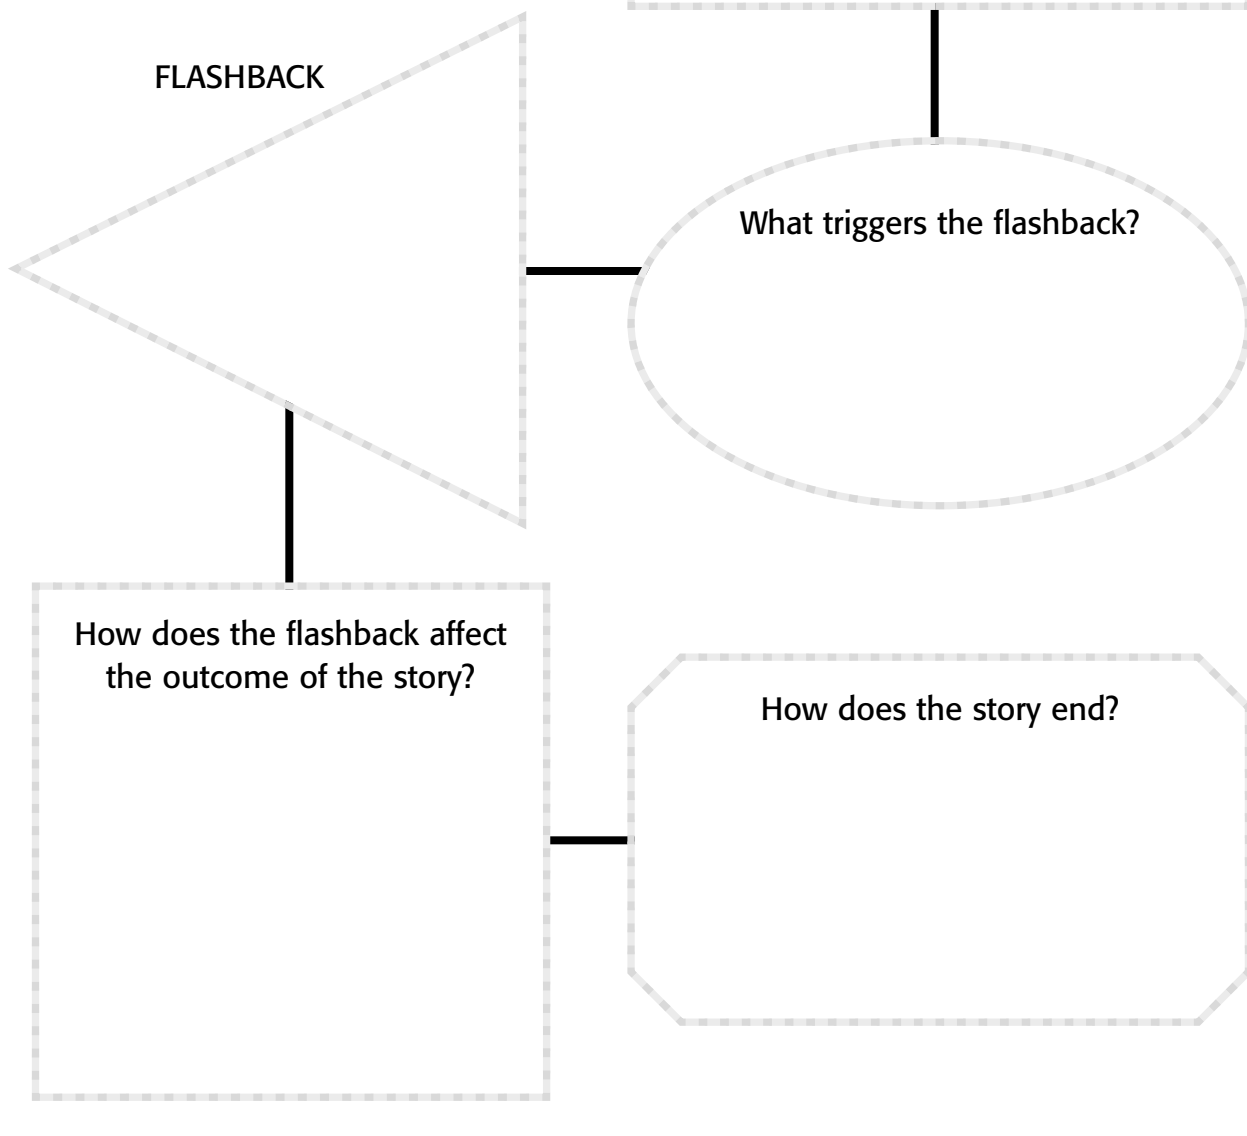 FLASHBACK
What triggers the flashback?
How does the flashback affect
the outcome of the story?
How does the story end?